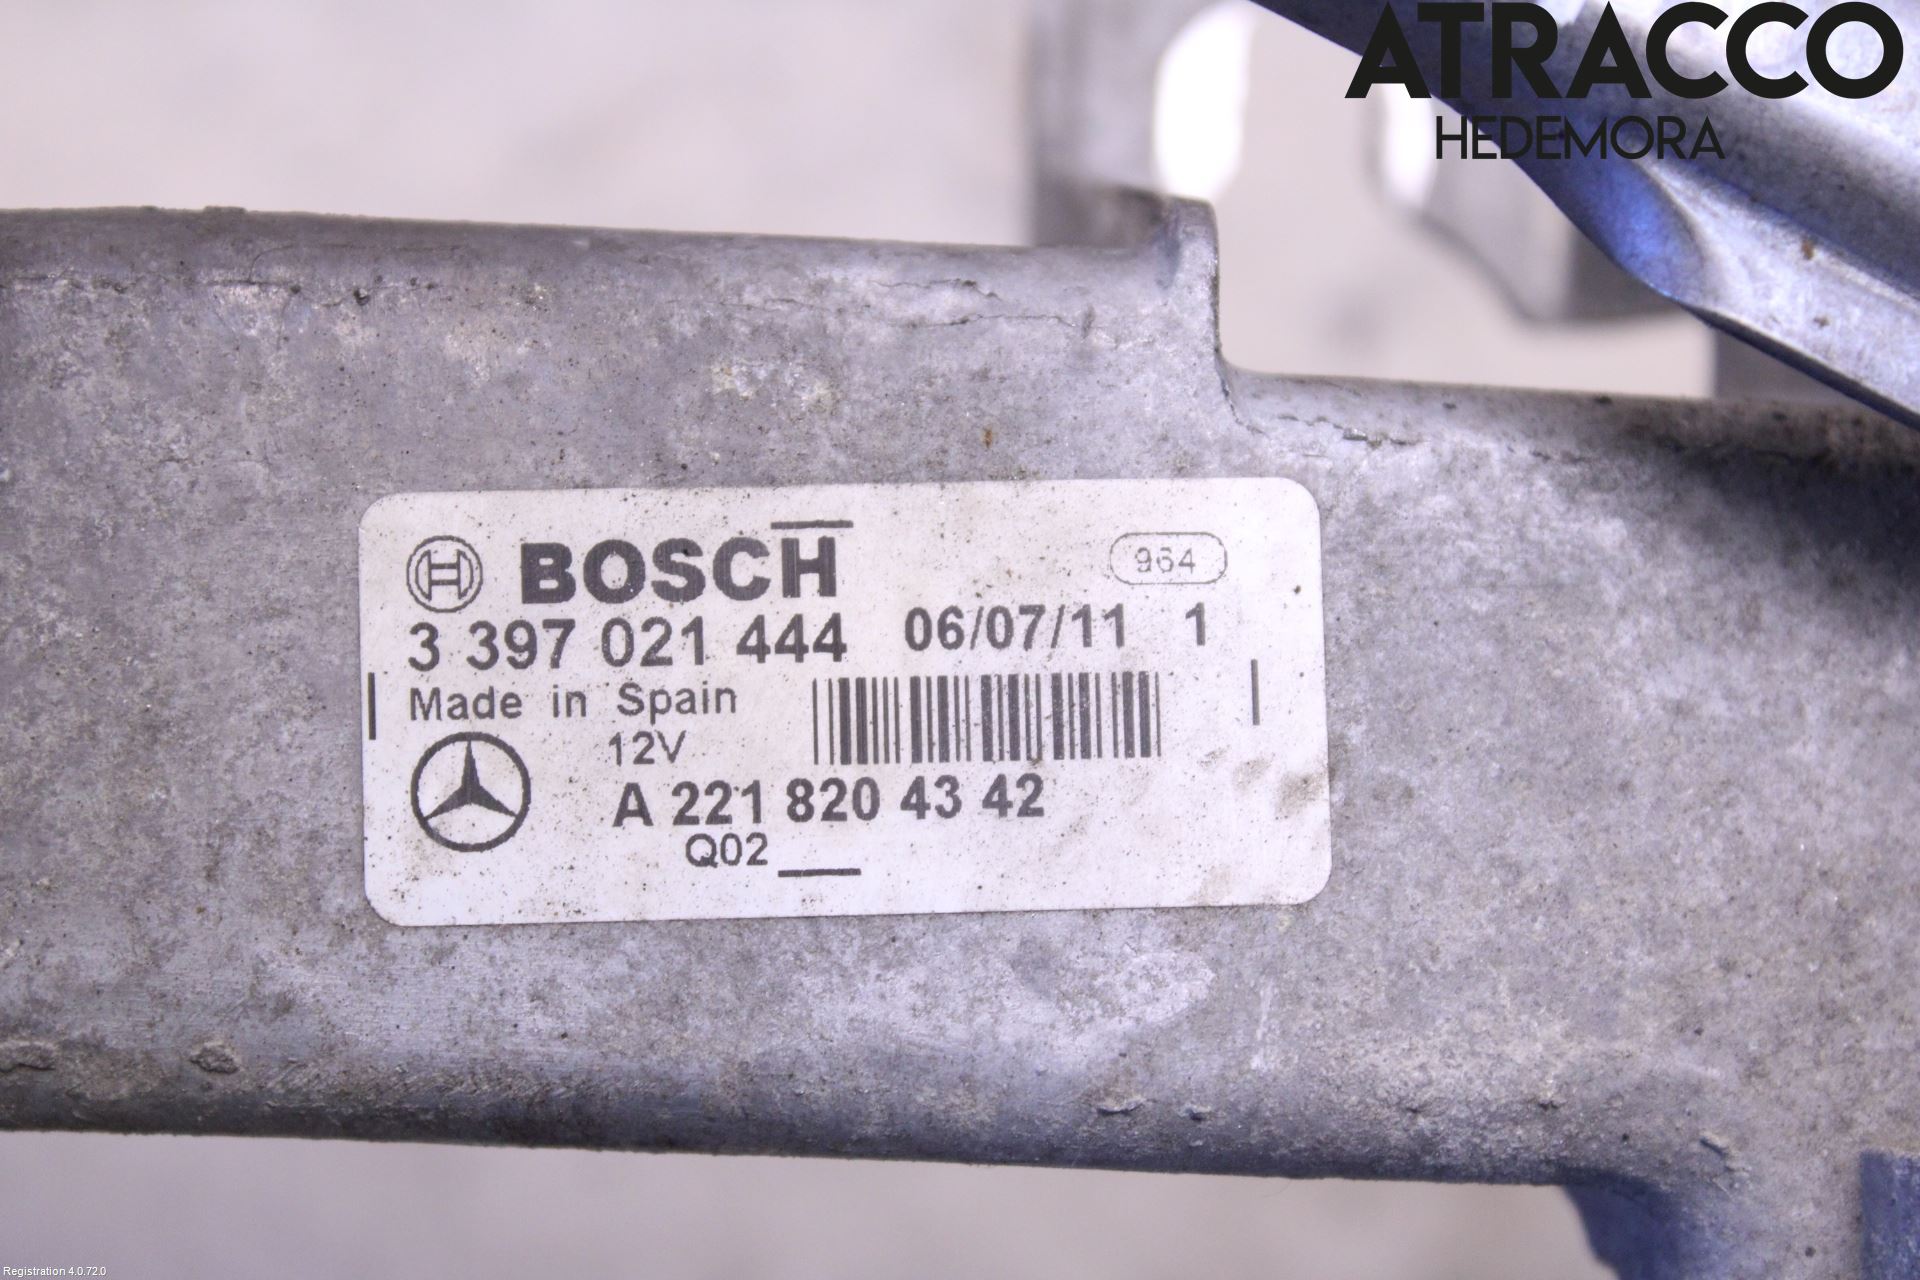 ATRACCO
HEDEMORA
BOSCH 964
3 397 021 444 06/07/11 1
Made in Spain
12V
A 221 820 43 42
Q02
Registration 4.0.72.0